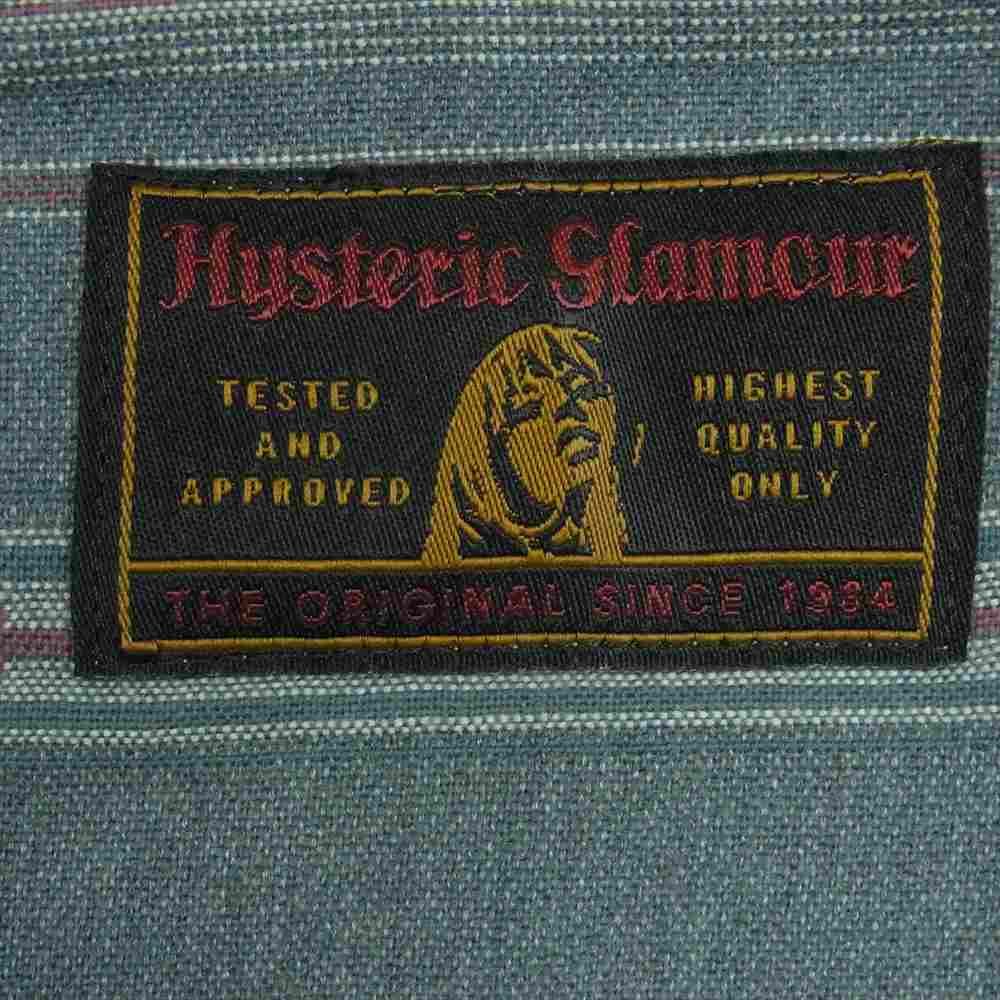 Hysteric Glamour
TESTED
AND
APPROVED
HIGHEST
QUALITY
ONLY
THE ORIGINAL SINCE 1984